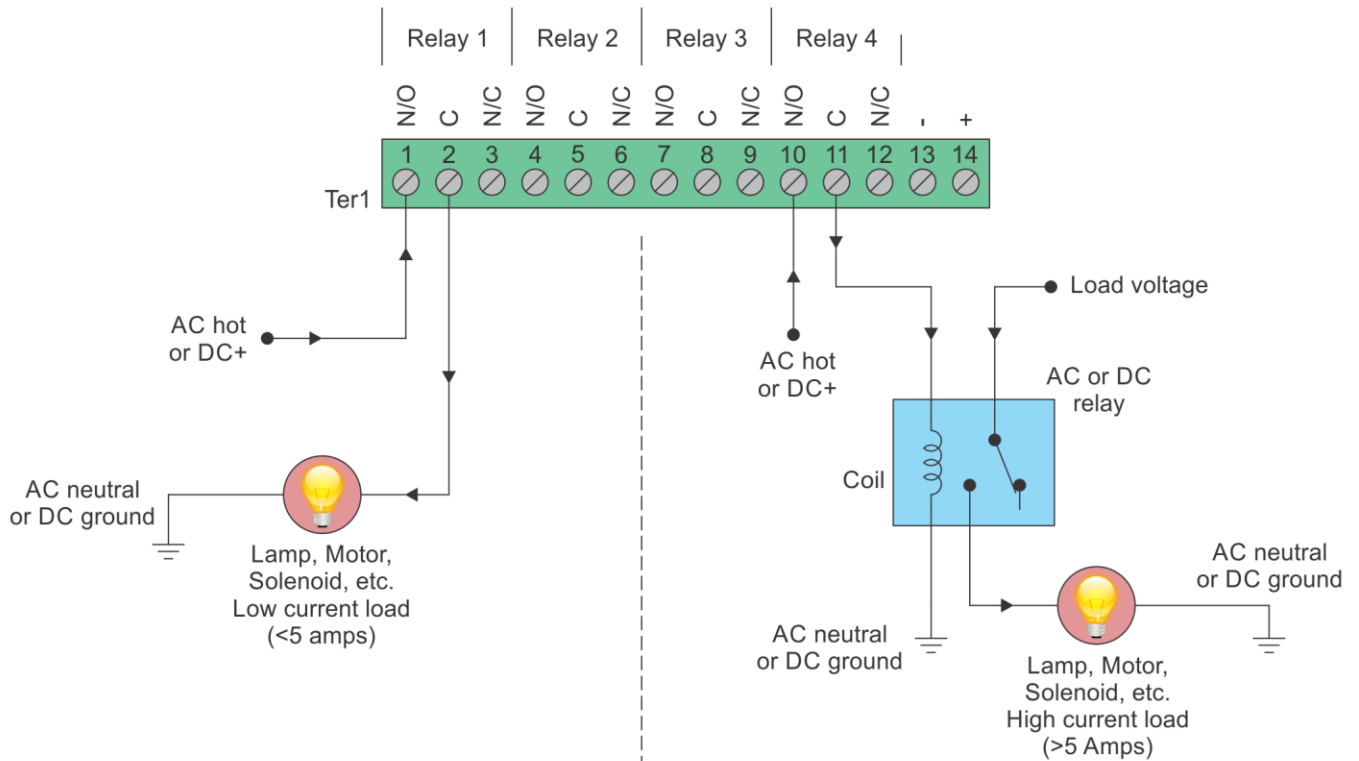 Relay 1 Relay 2 Relay 3 Relay 4
N/O C N/C N/O C N/C N/O C N/C N/O C N/C - +
1 2 3 4 5 6 7 8 9 10 11 12 13 14
Ter1
AC hot
or DC+
AC neutral
or DC ground
Lamp, Motor,
Solenoid, etc.
Low current load
(<5 amps)
AC hot
or DC+
Load voltage
AC or DC
relay
Coil
AC neutral
or DC ground
Lamp, Motor,
Solenoid, etc.
High current load
(>5 Amps)
AC neutral
or DC ground